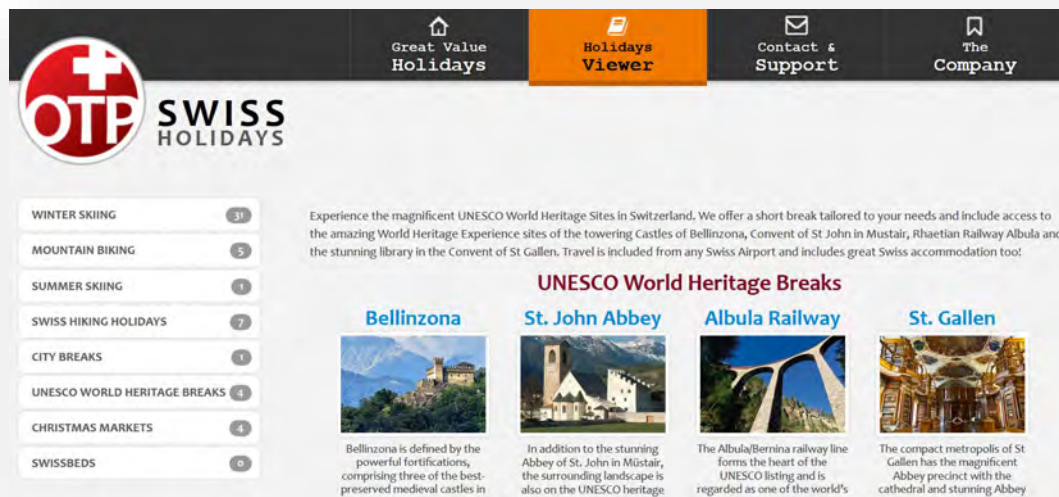 Great Value
Holidays
Holidays
Viewer
Contact &
Support
The
Company
OTP
SWISS
HOLIDAYS
WINTER SKIING 31
MOUNTAIN BIKING 5
SUMMER SKIING 1
SWISS HIKING HOLIDAYS 7
CITY BREAKS 1
UNESCO WORLD HERITAGE BREAKS 4
CHRISTMAS MARKETS 4
SWISSBEDS 0
Experience the magnificent UNESCO World Heritage Sites in Switzerland. We offer a short break tailored to your needs and include access to
the amazing World Heritage Experience sites of the towering Castles of Bellinzona, Convent of St John in Mustair, Rhaetian Railway Albula and
the stunning library in the Convent of St Gallen. Travel is included from any Swiss Airport and includes great Swiss accommodation too!
UNESCO World Heritage Breaks
Bellinzona
Bellinzona is defined by the
powerful fortifications,
comprising three of the best-
preserved medieval castles in
St. John Abbey
In addition to the stunning
Abbey of St. John in Müstair,
the surrounding landscape is
also on the UNESCO heritage
Albula Railway
The Albula/Bernina railway line
forms the heart of the
UNESCO listing and is
regarded as one of the world's
St. Gallen
The compact metropolis of St
Gallen has the magnificent
Abbey precinct with the
cathedral and stunning Abbey